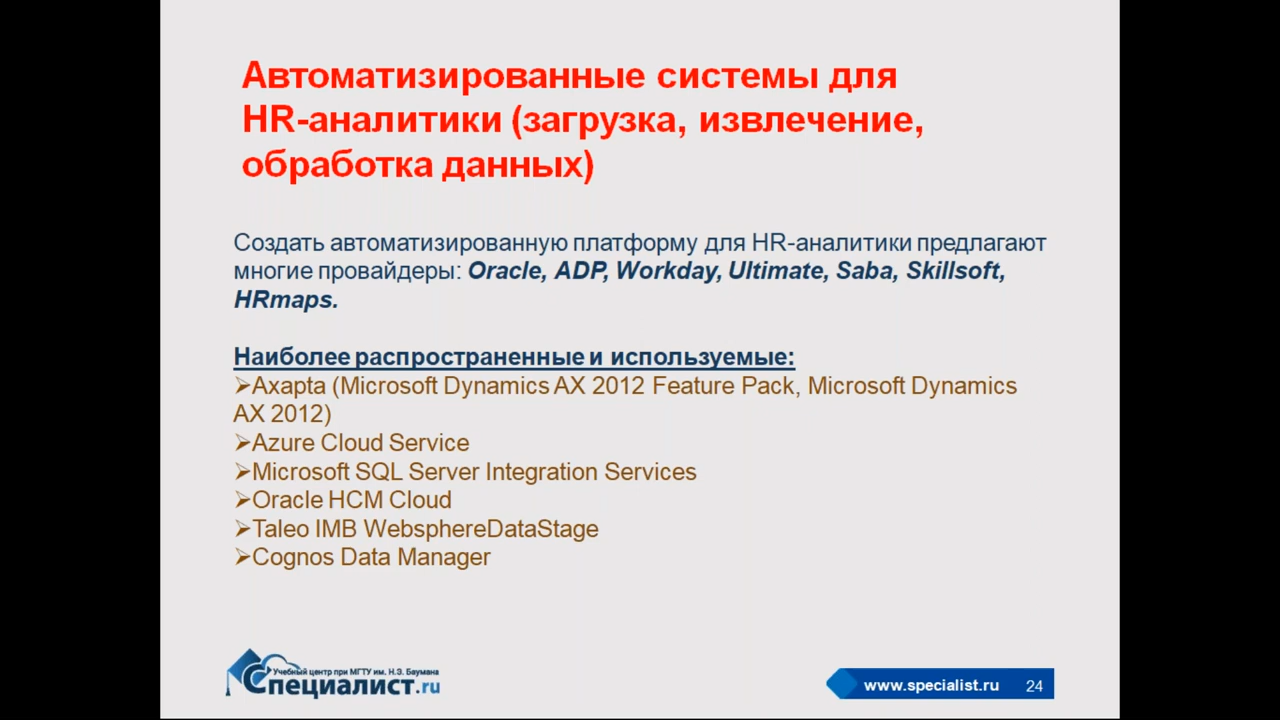 Автоматизированные системы для
HR-аналитики (загрузка, извлечение,
обработка данных)
Создать автоматизированную платформу для HR-аналитики предлагают
многие провайдеры: Oracle, ADP, Workday, Ultimate, Saba, Skillsoft,
HRmaps.
Наиболее распространенные и используемые:
➢Axapta (Microsoft Dynamics AX 2012 Feature Pack, Microsoft Dynamics
AX 2012)
➢Azure Cloud Service
➢Microsoft SQL Server Integration Services
➢Oracle HCM Cloud
➢Taleo IMB WebsphereDataStage
➢Cognos Data Manager
Учебный центр при МГТУ им. Н.Э. Баумана
Специалист.ru
www.specialist.ru 24